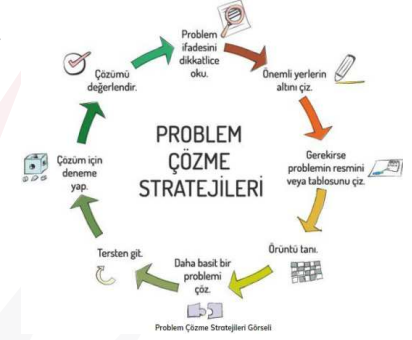 PROBLEM
ÇÖZME
STRATEJİLERİ
Problem
ifadesini
dikkatlice
oku.
Önemli yerlerin
altını çiz.
Gerekirse
problemin resmini
veya tablosunu çiz.
Örüntü tanı.
Daha basit bir
problemi
çöz.
Tersten git.
Çözüm için
deneme
yap.
Çözümü
değerlendir.
Problem Çözme Stratejileri Görseli